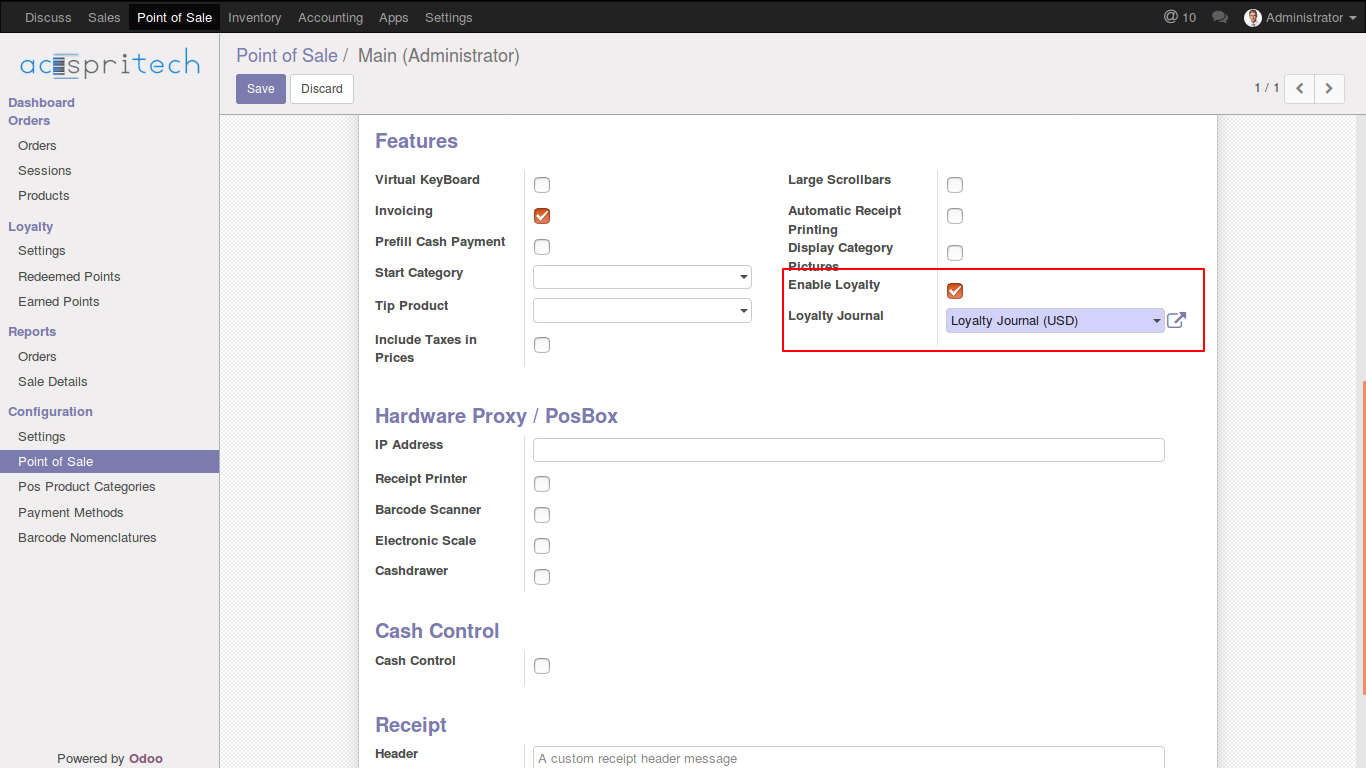 Discuss Sales Point of Sale Inventory Accounting Apps Settings @ 10 Administrator
acespritech
Dashboard
Orders
Orders
Sessions
Products
Loyalty
Settings
Redeemed Points
Earned Points
Reports
Orders
Sale Details
Configuration
Settings
Point of Sale
Pos Product Categories
Payment Methods
Barcode Nomenclatures
Powered by Odoo
Point of Sale / Main (Administrator)
Save Discard 1 / 1
Features
Virtual KeyBoard
Invoicing
Prefill Cash Payment
Start Category
Tip Product
Include Taxes in
Prices
Large Scrollbars
Automatic Receipt
Printing
Display Category
Pictures
Enable Loyalty
Loyalty Journal Loyalty Journal (USD)
Hardware Proxy / PosBox
IP Address
Receipt Printer
Barcode Scanner
Electronic Scale
Cashdrawer
Cash Control
Cash Control
Receipt
Header A custom receipt header message